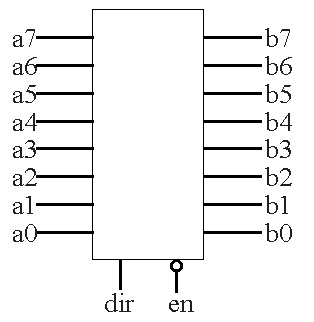 a7 b7
a6 b6
a5 b5
a4 b4
a3 b3
a2 b2
a1 b1
a0 b0
dir en